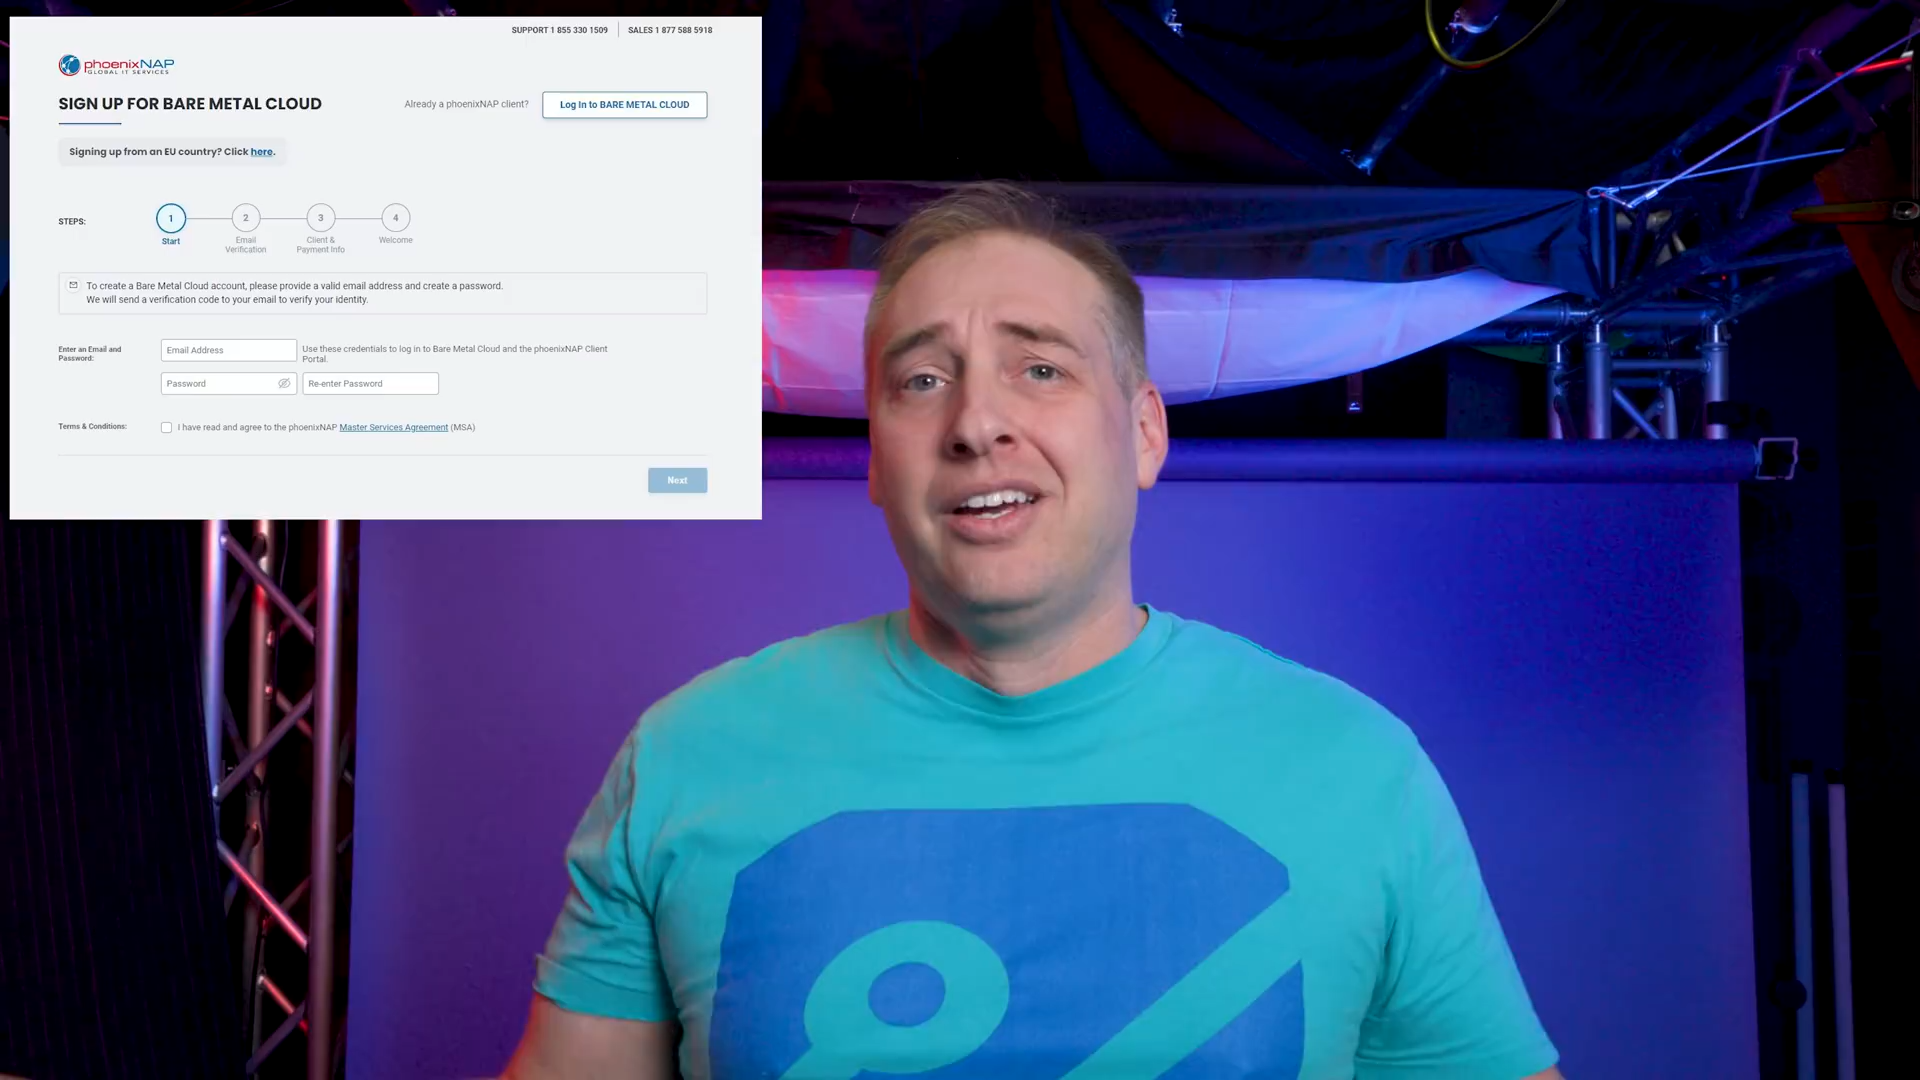 SUPPORT 1 855 330 1509
SALES 1 877 588 5918
phoenixNAP
GLOBAL IT SERVICES
SIGN UP FOR BARE METAL CLOUD
Already a phoenixNAP client?
Log In to BARE METAL CLOUD
Signing up from an EU country? Click here.
STEPS:
1
2
3
4
Start
Email
Verification
Client &
Payment Info
Welcome
To create a Bare Metal Cloud account, please provide a valid email address and create a password.
We will send a verification code to your email to verify your identity.
Enter an Email and
Password:
Email Address
Use these credentials to log in to Bare Metal Cloud and the phoenixNAP Client
Portal.
Password
Re-enter Password
Terms & Conditions:
I have read and agree to the phoenixNAP Master Services Agreement (MSA)
Next